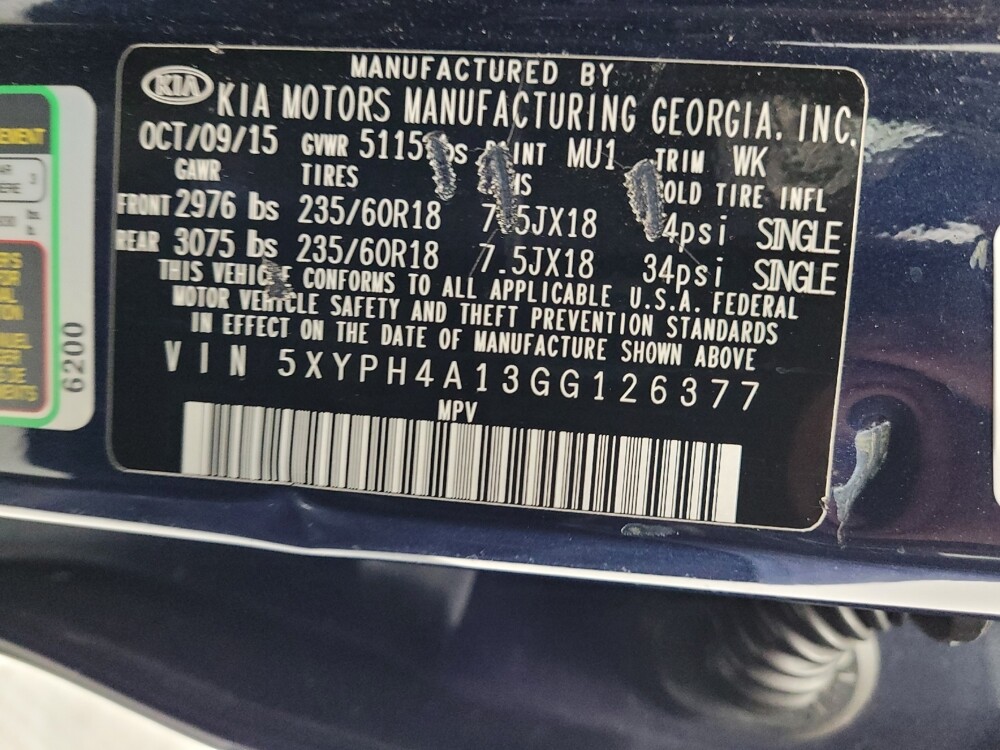 MANUFACTURED BY
KIA KIA MOTORS MANUFACTURING GEORGIA, INC.
OCT/09/15 GVWR 5115 MU1 TRIM WK
GAWR TIRES COLD TIRE INFL
FRONT 2976 lbs 235/60R18 7.5JX18 SINGLE
REAR 3075 lbs 235/60R18 7.5JX18 34psi SINGLE
THIS VEHICLE CONFORMS TO ALL APPLICABLE U.S.A. FEDERAL
MOTOR VEHICLE SAFETY AND THEFT PREVENTION STANDARDS
IN EFFECT ON THE DATE OF MANUFACTURE SHOWN ABOVE
VIN 5XYPH4A13GG126377
MPV
6200